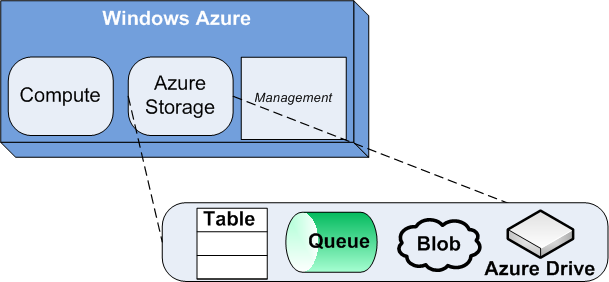 Windows Azure
Compute
Azure
Storage
Management
Table
Queue
Blob
Azure Drive